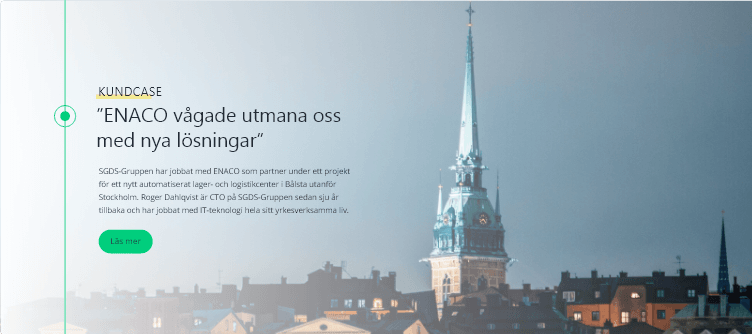 KUNDCASE
”ENACO vågade utmana oss
med nya lösningar”
SGDS-Gruppen har jobbat med ENACO som partner under ett projekt
för ett nytt automatiserat lager- och logistikcenter i Bålsta utanför
Stockholm. Roger Dahlqvist är CTO på SGDS-Gruppen sedan sju år
tillbaka och har jobbat med IT-teknologi hela sitt yrkesverksamma liv.
Läs mer